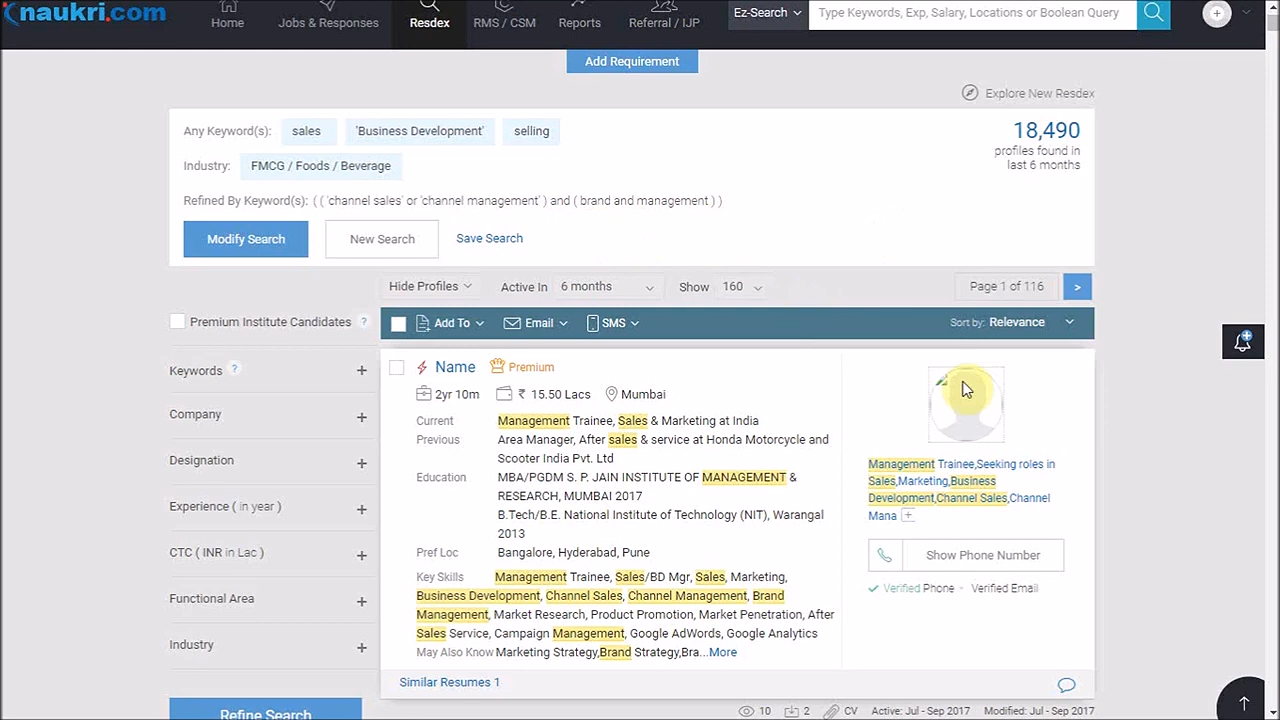 naukri.com
Home
Jobs & Responses
Resdex
RMS / CSM
Reports
Referral / IJP
Ez-Search
Type Keywords, Exp, Salary, Locations or Boolean Query
Add Requirement
Explore New Resdex
Any Keyword(s): sales 'Business Development' selling
18,490
profiles found in
last 6 months
Industry: FMCG / Foods / Beverage
Refined By Keyword(s): ( ( 'channel sales' or 'channel management' ) and ( brand and management ) )
Modify Search
New Search
Save Search
Hide Profiles
Active In 6 months
Show 160
Page 1 of 116 >
Premium Institute Candidates ?
Add To
Email
SMS
Sort by: Relevance
Keywords ? +
Company +
Designation +
Experience ( in year ) +
CTC ( INR in Lac ) +
Functional Area +
Industry +
Refine Search
Name Premium
2yr 10m ₹ 15.50 Lacs Mumbai
Current Management Trainee, Sales & Marketing at India
Previous Area Manager, After sales & service at Honda Motorcycle and
Scooter India Pvt. Ltd
Education MBA/PGDM S. P. JAIN INSTITUTE OF MANAGEMENT &
RESEARCH, MUMBAI 2017
B.Tech/B.E. National Institute of Technology (NIT), Warangal
2013
Pref Loc Bangalore, Hyderabad, Pune
Key Skills Management Trainee, Sales/BD Mgr, Sales, Marketing,
Business Development, Channel Sales, Channel Management, Brand
Management, Market Research, Product Promotion, Market Penetration, After
Sales Service, Campaign Management, Google AdWords, Google Analytics
May Also Know Marketing Strategy,Brand Strategy,Bra...More
Management Trainee,Seeking roles in
Sales,Marketing,Business
Development,Channel Sales,Channel
Mana +
Show Phone Number
Verified Phone - Verified Email
Similar Resumes 1
10 2 CV Active: Jul - Sep 2017 Modified: Jul - Sep 2017